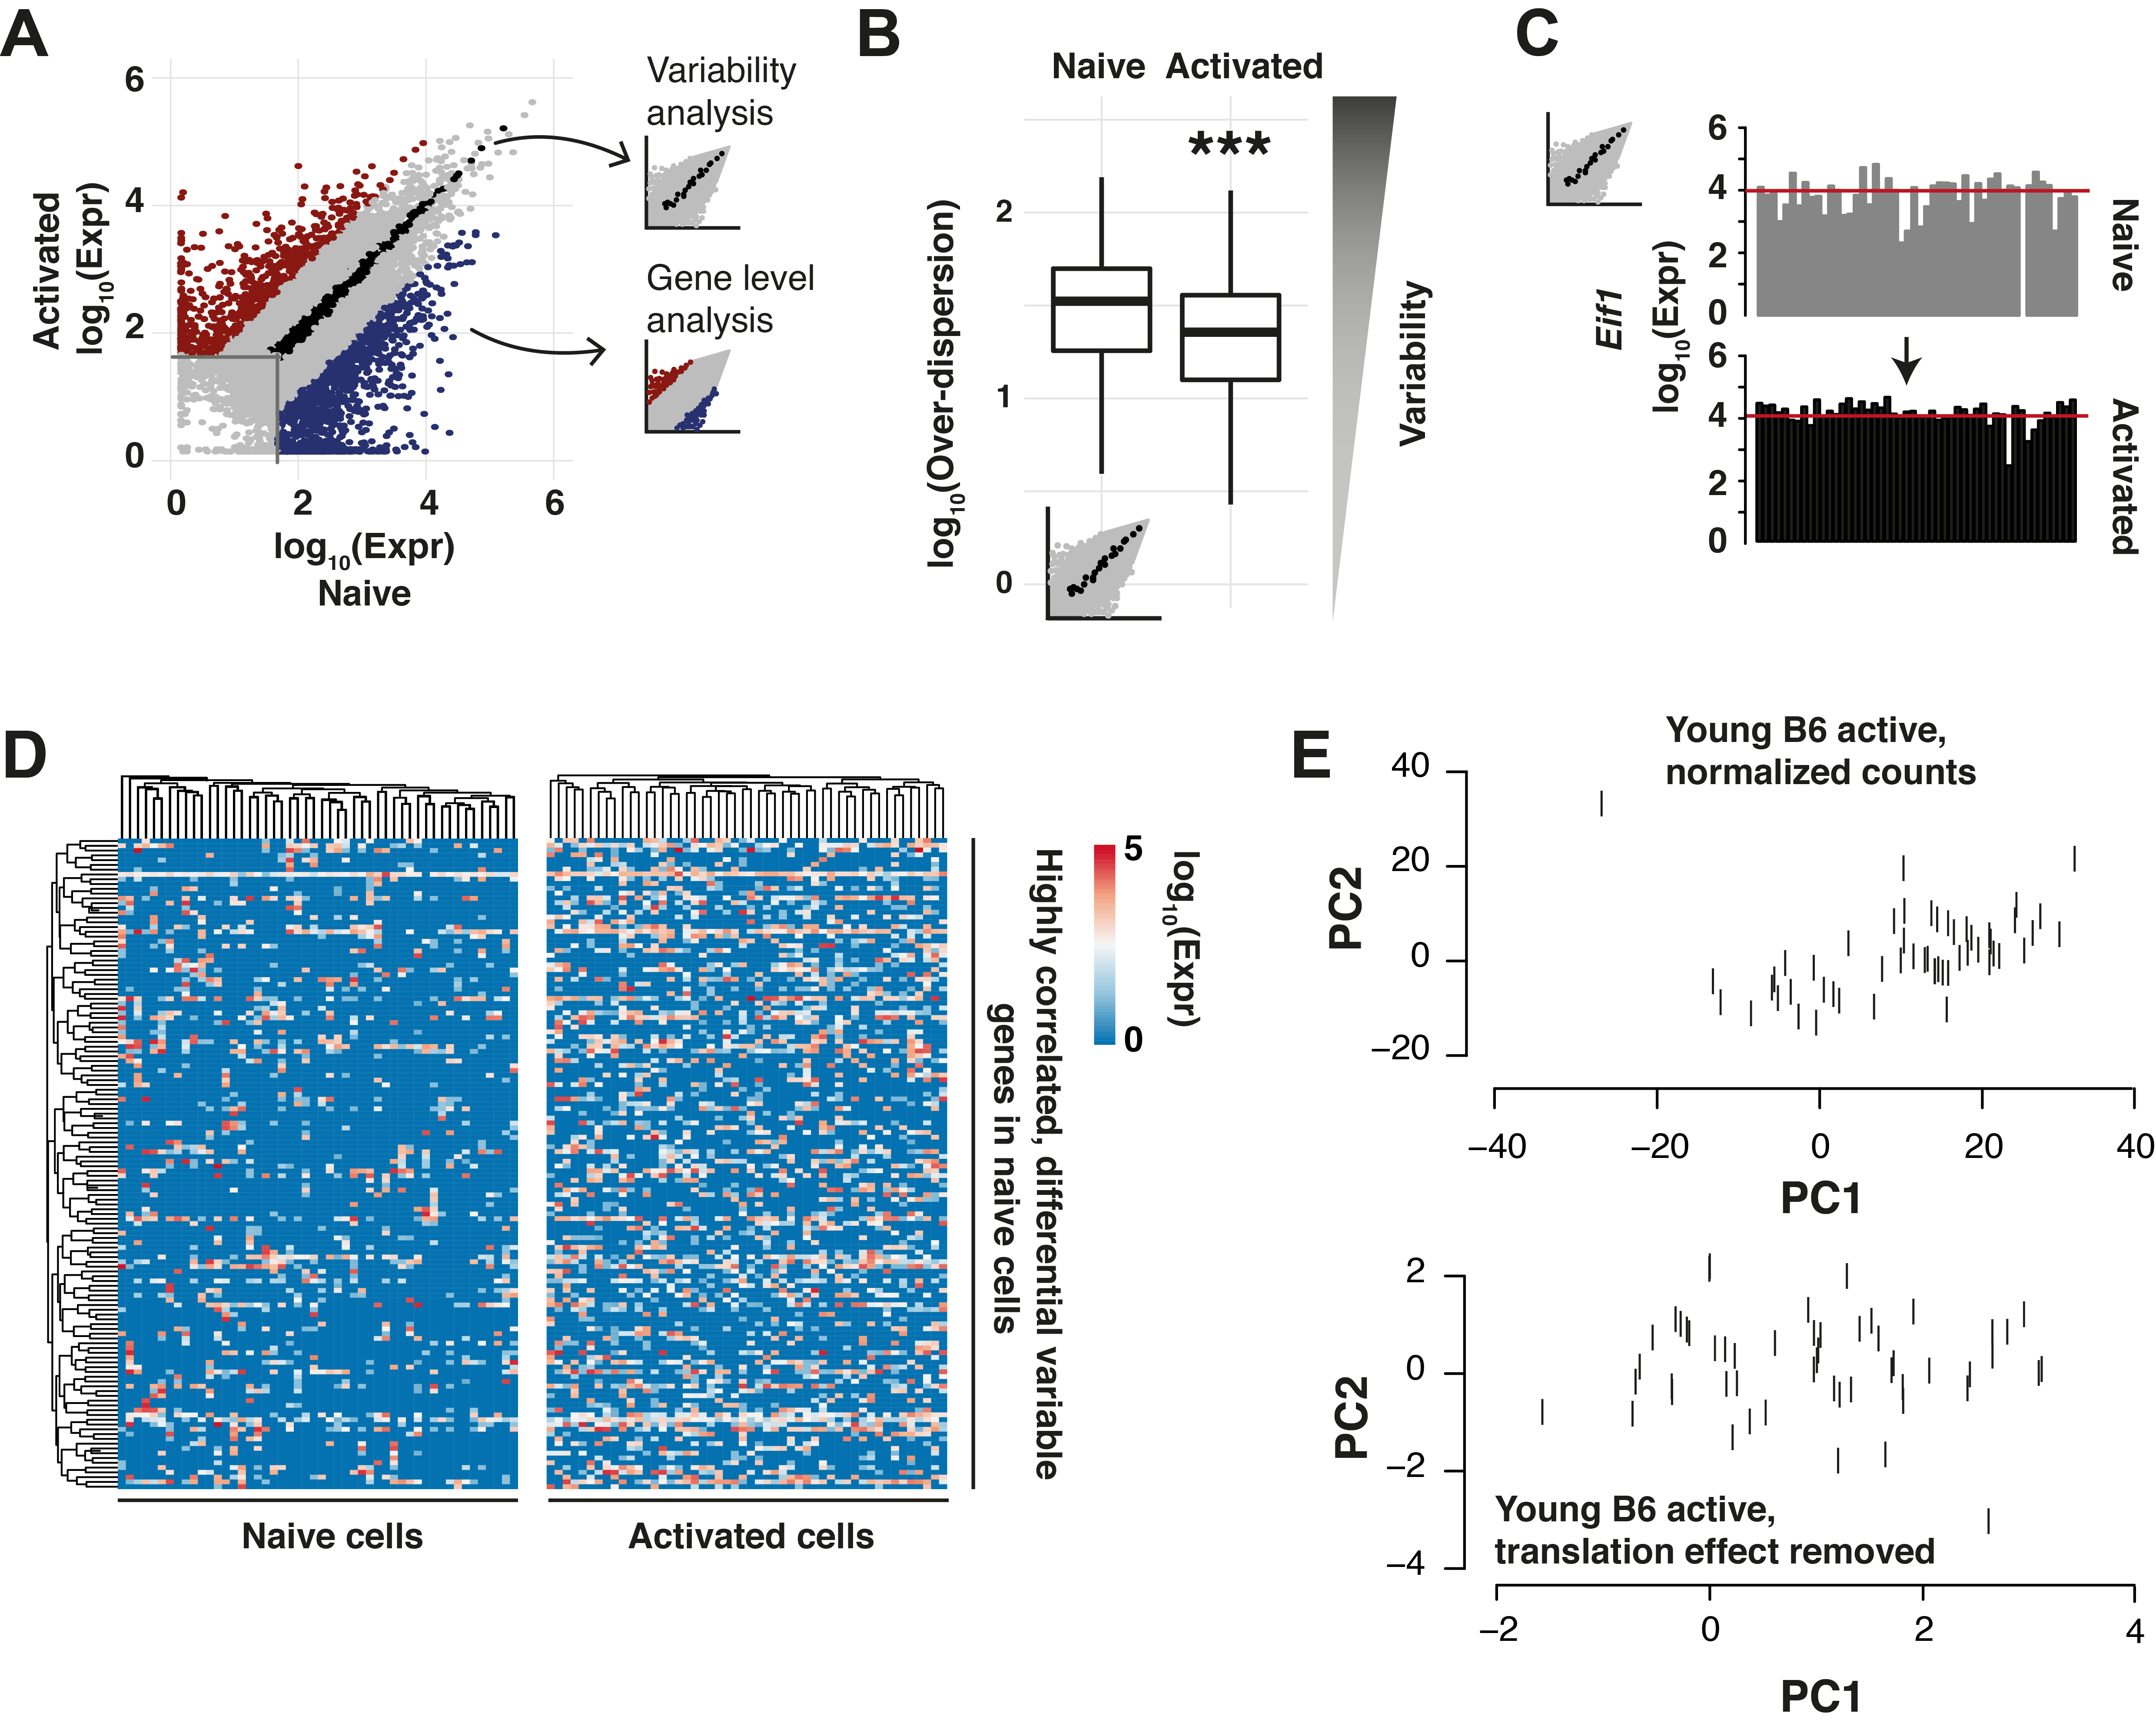 A
6
4
2
0
0
2
4
6
Activated
log10(Expr)
log10(Expr)
Naive
Variability
analysis
Gene level
analysis
B
Naive
Activated
***
2
1
0
log10(Over-dispersion)
Variability
C
Eif1
log10(Expr)
6
4
2
0
Naive
6
4
2
0
Activated
D
Naive cells
Activated cells
Highly correlated, differential variable
genes in naive cells
5
0
log10(Expr)
E
Young B6 active,
normalized counts
PC2
40
20
0
−20
−40
−20
0
20
40
PC1
PC2
2
0
−2
−4
Young B6 active,
translation effect removed
−2
0
2
4
PC1